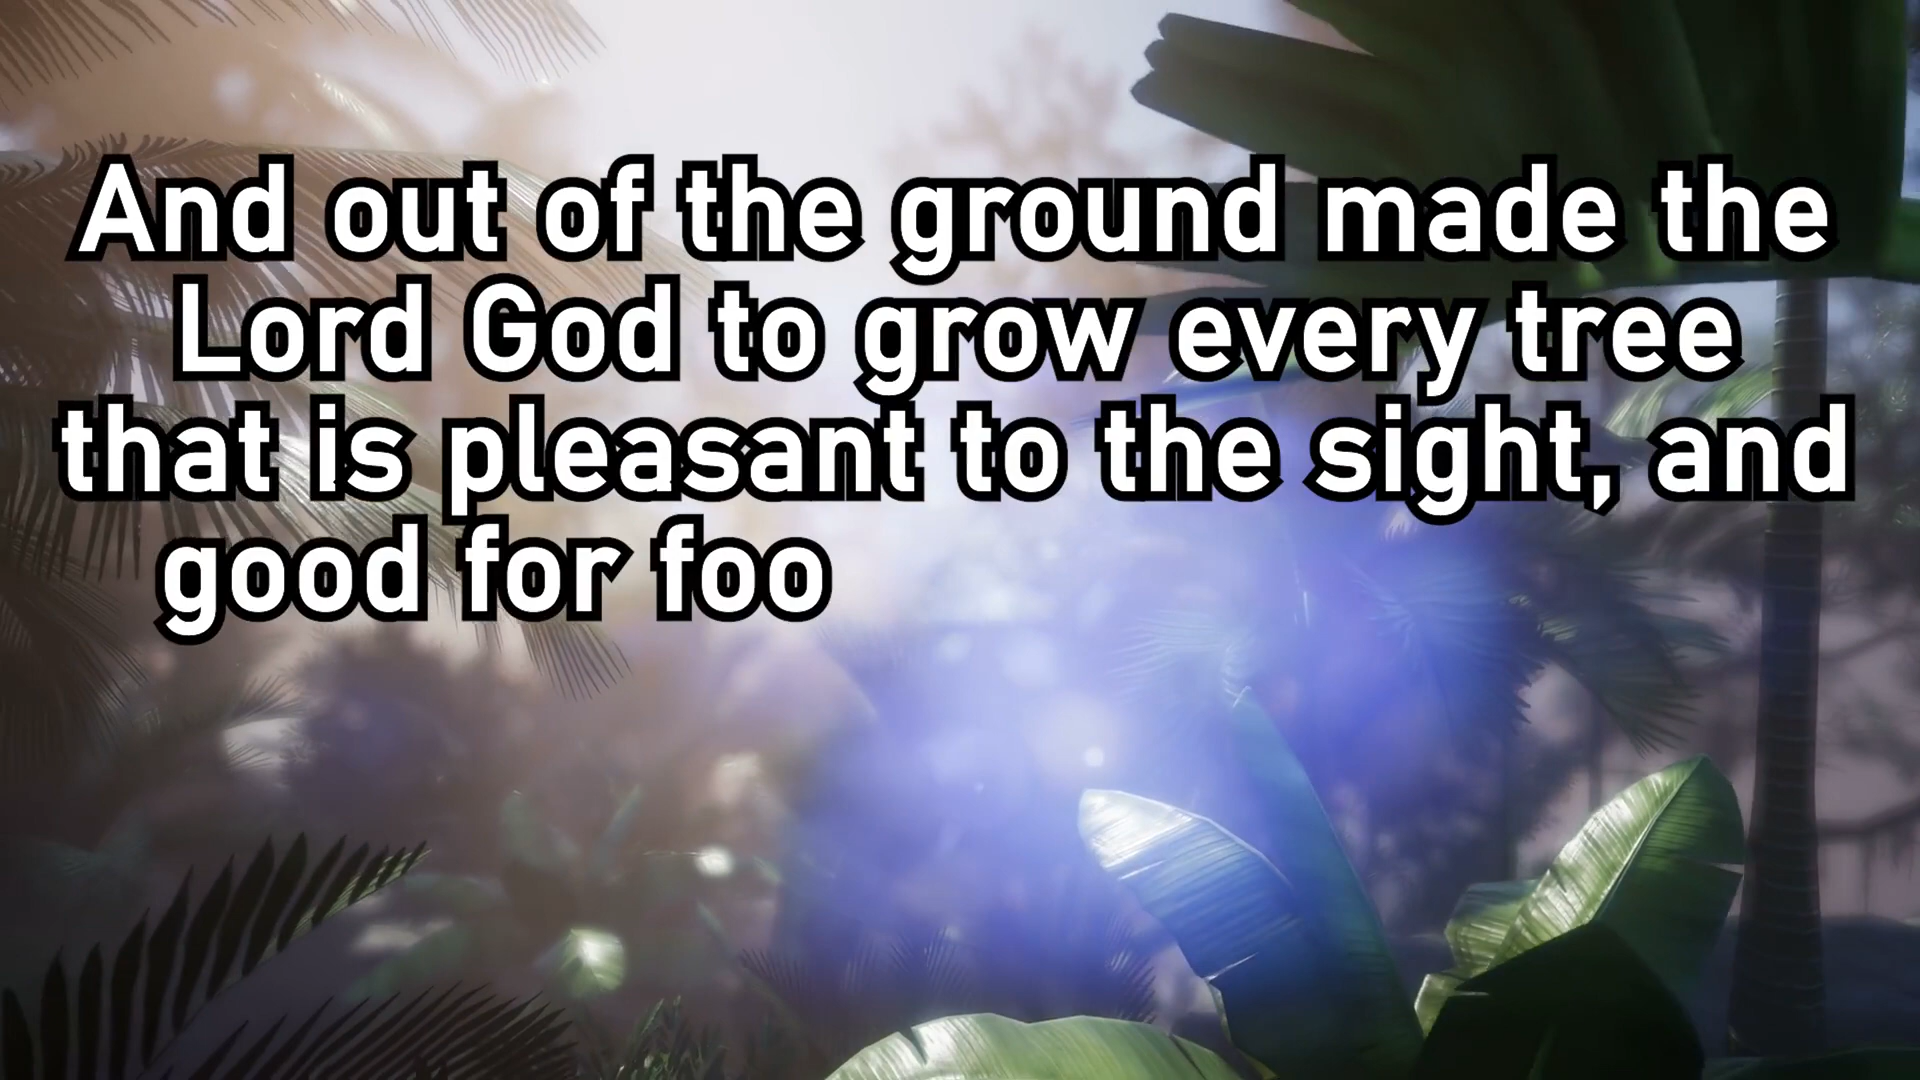 And out of the ground made the
Lord God to grow every tree
that is pleasant to the sight, and
good for foo